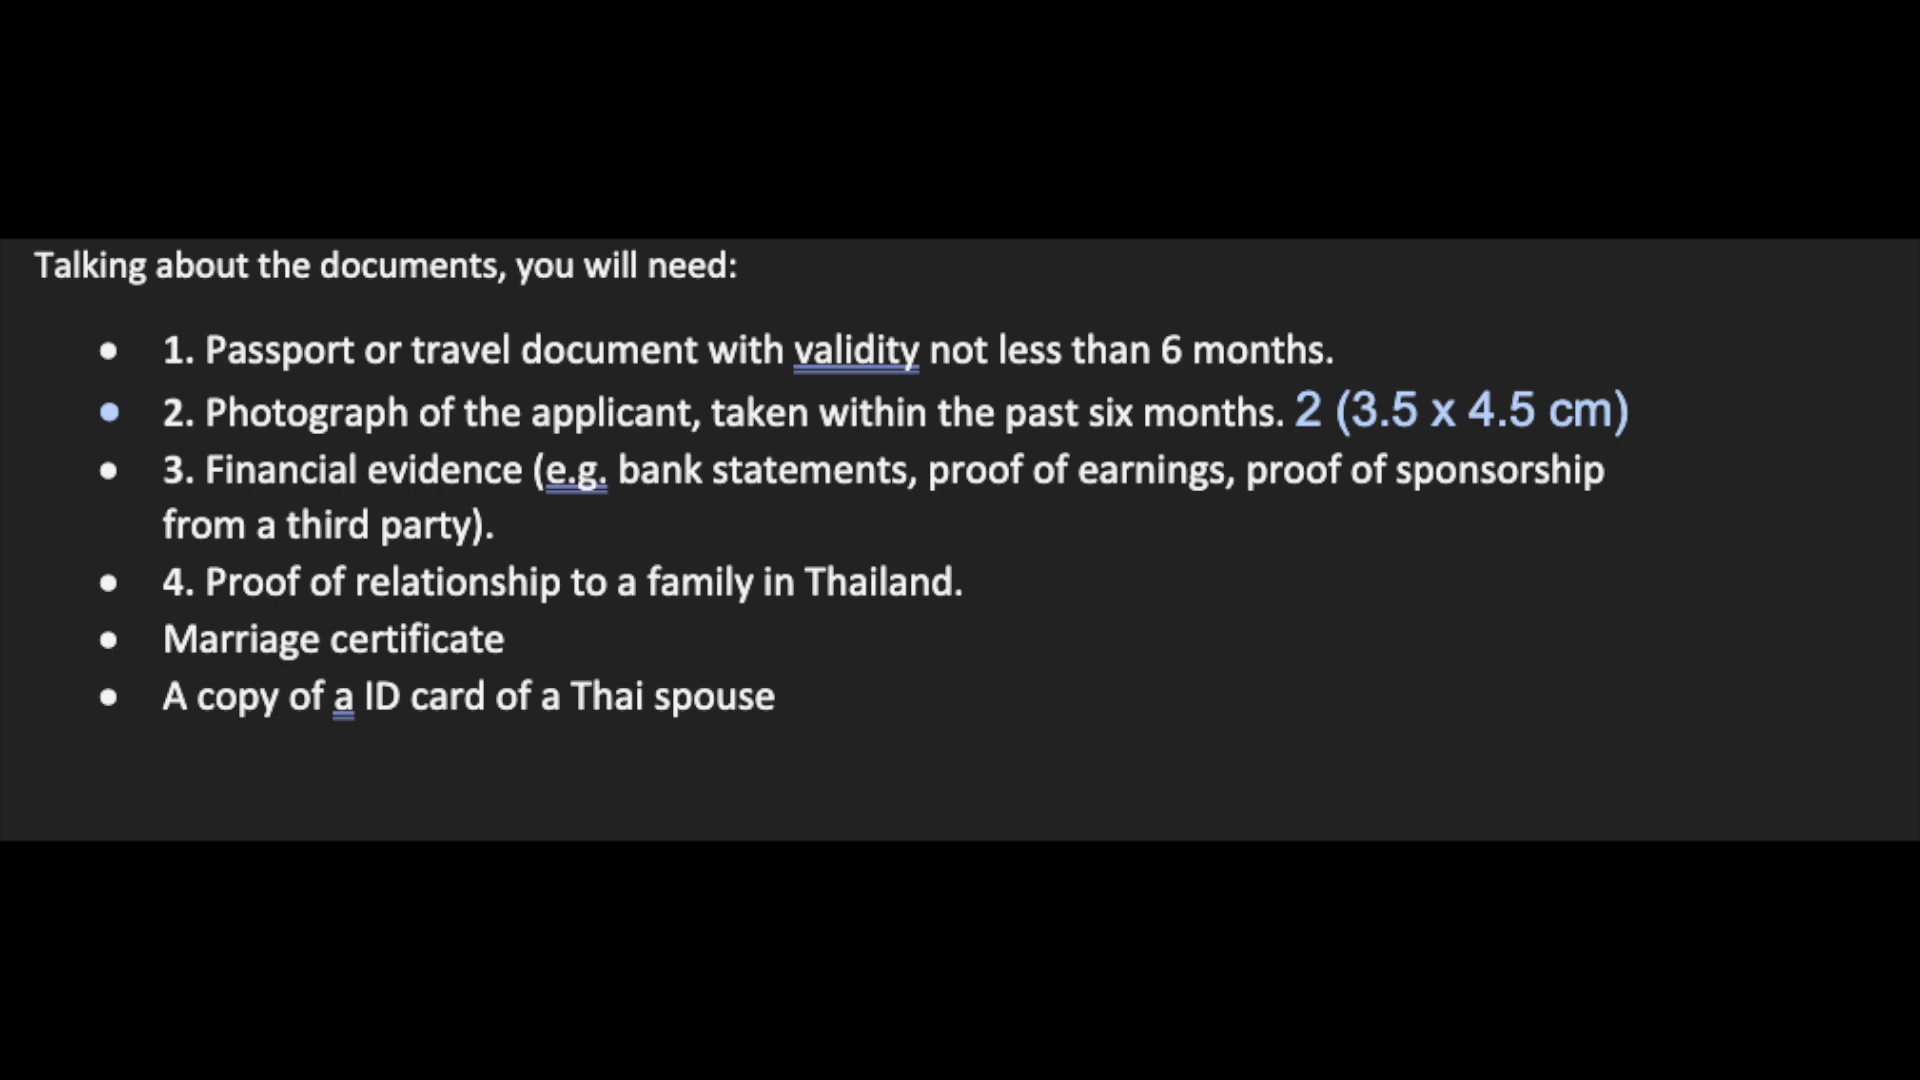 Talking about the documents, you will need:
• 1. Passport or travel document with validity not less than 6 months.
• 2. Photograph of the applicant, taken within the past six months. 2 (3.5 x 4.5 cm)
• 3. Financial evidence (e.g. bank statements, proof of earnings, proof of sponsorship
from a third party).
• 4. Proof of relationship to a family in Thailand.
• Marriage certificate
• A copy of a ID card of a Thai spouse